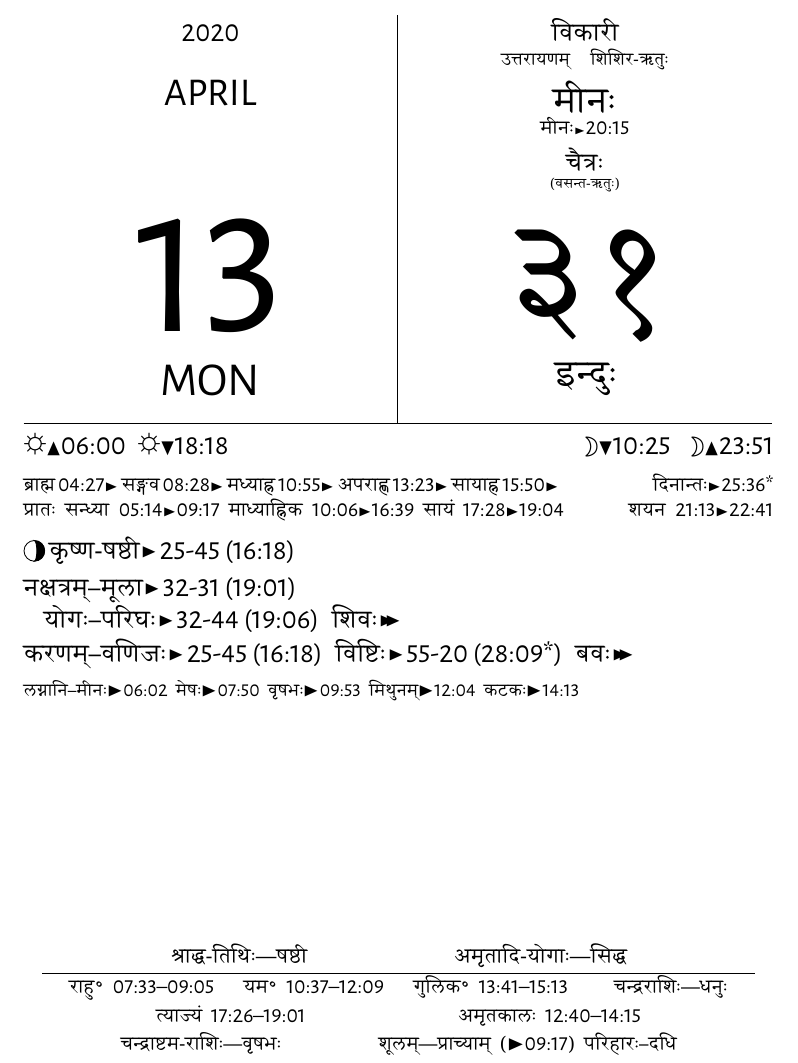 2020
APRIL
13
MON
विकारी
उत्तरायणम् शिशिर-ऋतुः
मीनः
मीनः►20:15
चैत्रः
(वसन्त-ऋतुः)
३१
इन्दुः
☼▲06:00 ☼▼18:18 ☽▼10:25 ☽▲23:51
ब्राह्म 04:27► सङ्गव 08:28► मध्याह्न 10:55► अपराह्ण 13:23► सायाह्न 15:50► दिनान्तः►25:36*
प्रातः सन्ध्या 05:14►09:17 माध्याह्निक 10:06►16:39 सायं 17:28►19:04 शयन 21:13►22:41
🌖कृष्ण-षष्ठी►25-45 (16:18)
नक्षत्रम्–मूला►32-31 (19:01)
योगः–परिघः►32-44 (19:06) शिवः►►
करणम्–वणिजः►25-45 (16:18) विष्टिः►55-20 (28:09*) बवः►►
लग्नानि–मीनः►06:02 मेषः►07:50 वृषभः►09:53 मिथुनम्►12:04 कटकः►14:13
श्राद्ध-तिथिः—षष्ठी अमृतादि-योगाः—सिद्ध
राहु° 07:33–09:05 यम° 10:37–12:09 गुलिक° 13:41–15:13 चन्द्रराशिः—धनुः
त्याज्यं 17:26–19:01 अमृतकालः 12:40–14:15
चन्द्राष्टम-राशिः—वृषभः शूलम्—प्राच्याम् (►09:17) परिहारः–दधि